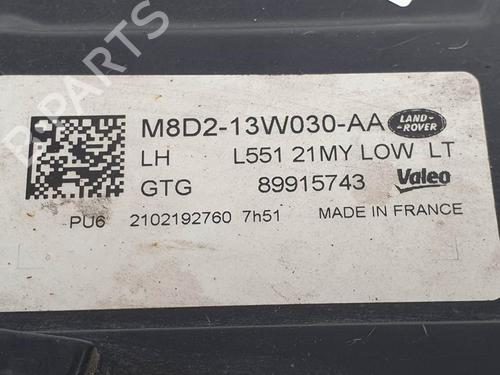 B-PARTS
M8D2-13W030-AA LAND-ROVER
LH L551 21MY LOW LT
GTG 89915743 Valeo
PU6 2102192760 7h51 MADE IN FRANCE